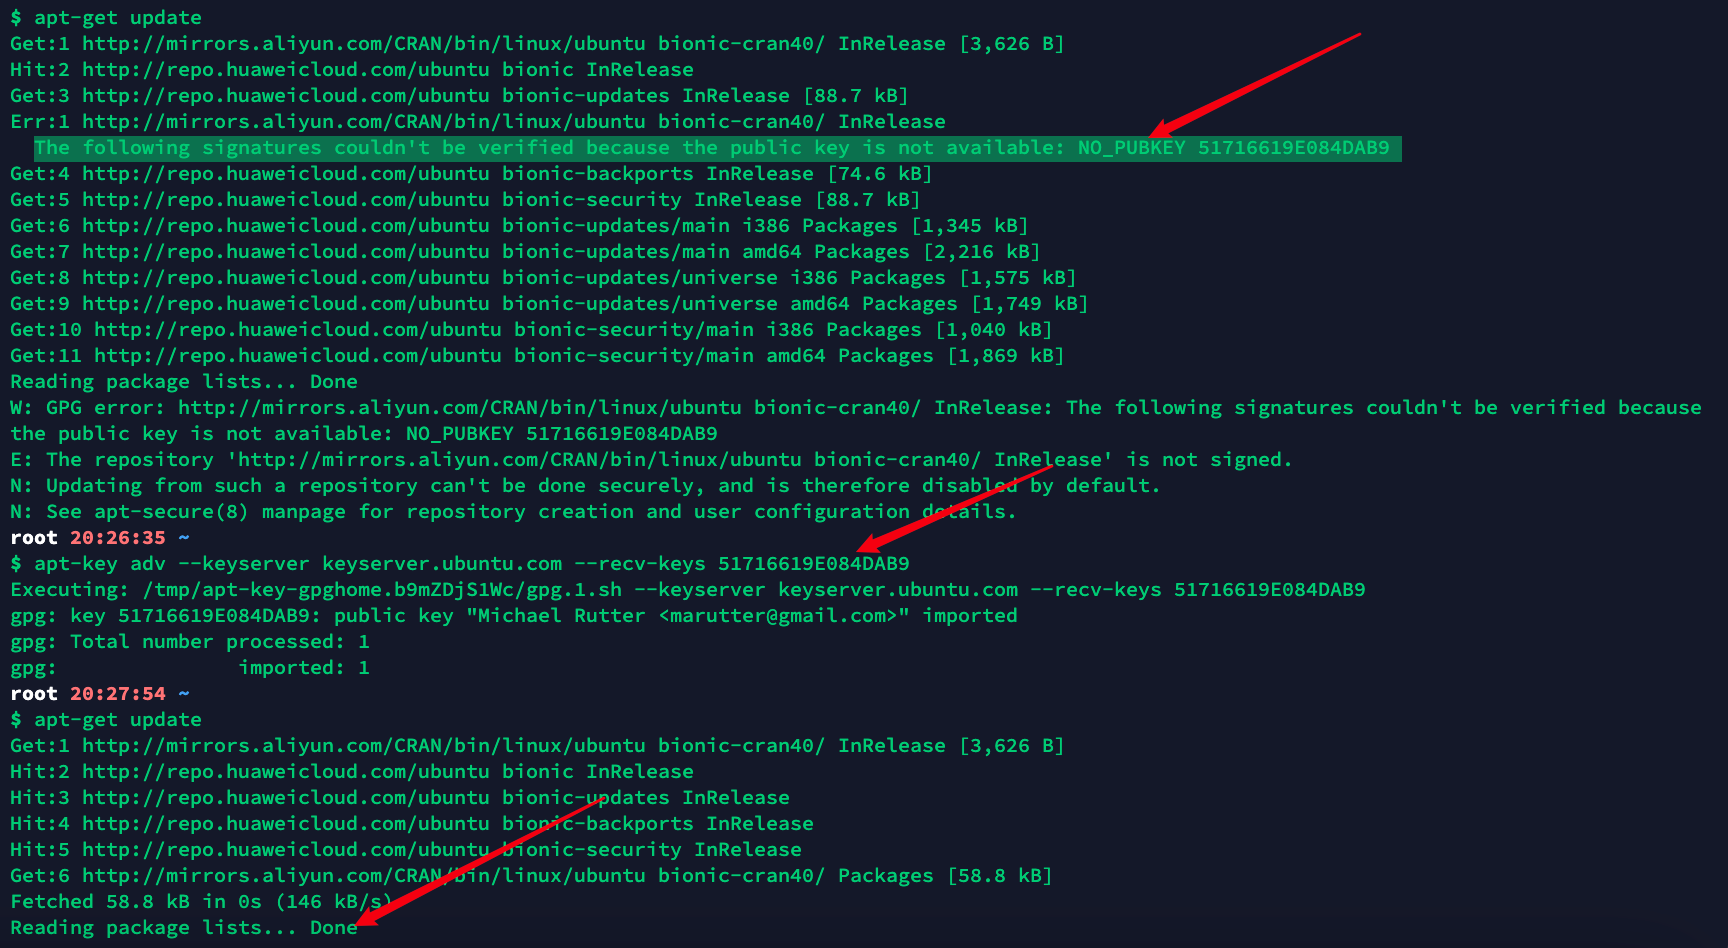 $ apt-get update
Get:1 http://mirrors.aliyun.com/CRAN/bin/linux/ubuntu bionic-cran40/ InRelease [3,626 B]
Hit:2 http://repo.huaweicloud.com/ubuntu bionic InRelease
Get:3 http://repo.huaweicloud.com/ubuntu bionic-updates InRelease [88.7 kB]
Err:1 http://mirrors.aliyun.com/CRAN/bin/linux/ubuntu bionic-cran40/ InRelease
  The following signatures couldn't be verified because the public key is not available: NO_PUBKEY 51716619E084DAB9
Get:4 http://repo.huaweicloud.com/ubuntu bionic-backports InRelease [74.6 kB]
Get:5 http://repo.huaweicloud.com/ubuntu bionic-security InRelease [88.7 kB]
Get:6 http://repo.huaweicloud.com/ubuntu bionic-updates/main i386 Packages [1,345 kB]
Get:7 http://repo.huaweicloud.com/ubuntu bionic-updates/main amd64 Packages [2,216 kB]
Get:8 http://repo.huaweicloud.com/ubuntu bionic-updates/universe i386 Packages [1,575 kB]
Get:9 http://repo.huaweicloud.com/ubuntu bionic-updates/universe amd64 Packages [1,749 kB]
Get:10 http://repo.huaweicloud.com/ubuntu bionic-security/main i386 Packages [1,040 kB]
Get:11 http://repo.huaweicloud.com/ubuntu bionic-security/main amd64 Packages [1,869 kB]
Reading package lists... Done
W: GPG error: http://mirrors.aliyun.com/CRAN/bin/linux/ubuntu bionic-cran40/ InRelease: The following signatures couldn't be verified because
the public key is not available: NO_PUBKEY 51716619E084DAB9
E: The repository 'http://mirrors.aliyun.com/CRAN/bin/linux/ubuntu bionic-cran40/ InRelease' is not signed.
N: Updating from such a repository can't be done securely, and is therefore disabled by default.
N: See apt-secure(8) manpage for repository creation and user configuration details.
root 20:26:35 ~
$ apt-key adv --keyserver keyserver.ubuntu.com --recv-keys 51716619E084DAB9
Executing: /tmp/apt-key-gpghome.b9mZDjS1Wc/gpg.1.sh --keyserver keyserver.ubuntu.com --recv-keys 51716619E084DAB9
gpg: key 51716619E084DAB9: public key "Michael Rutter <marutter@gmail.com>" imported
gpg: Total number processed: 1
gpg:               imported: 1
root 20:27:54 ~
$ apt-get update
Get:1 http://mirrors.aliyun.com/CRAN/bin/linux/ubuntu bionic-cran40/ InRelease [3,626 B]
Hit:2 http://repo.huaweicloud.com/ubuntu bionic InRelease
Hit:3 http://repo.huaweicloud.com/ubuntu bionic-updates InRelease
Hit:4 http://repo.huaweicloud.com/ubuntu bionic-backports InRelease
Hit:5 http://repo.huaweicloud.com/ubuntu bionic-security InRelease
Get:6 http://mirrors.aliyun.com/CRAN/bin/linux/ubuntu bionic-cran40/ Packages [58.8 kB]
Fetched 58.8 kB in 0s (146 kB/s)
Reading package lists... Done